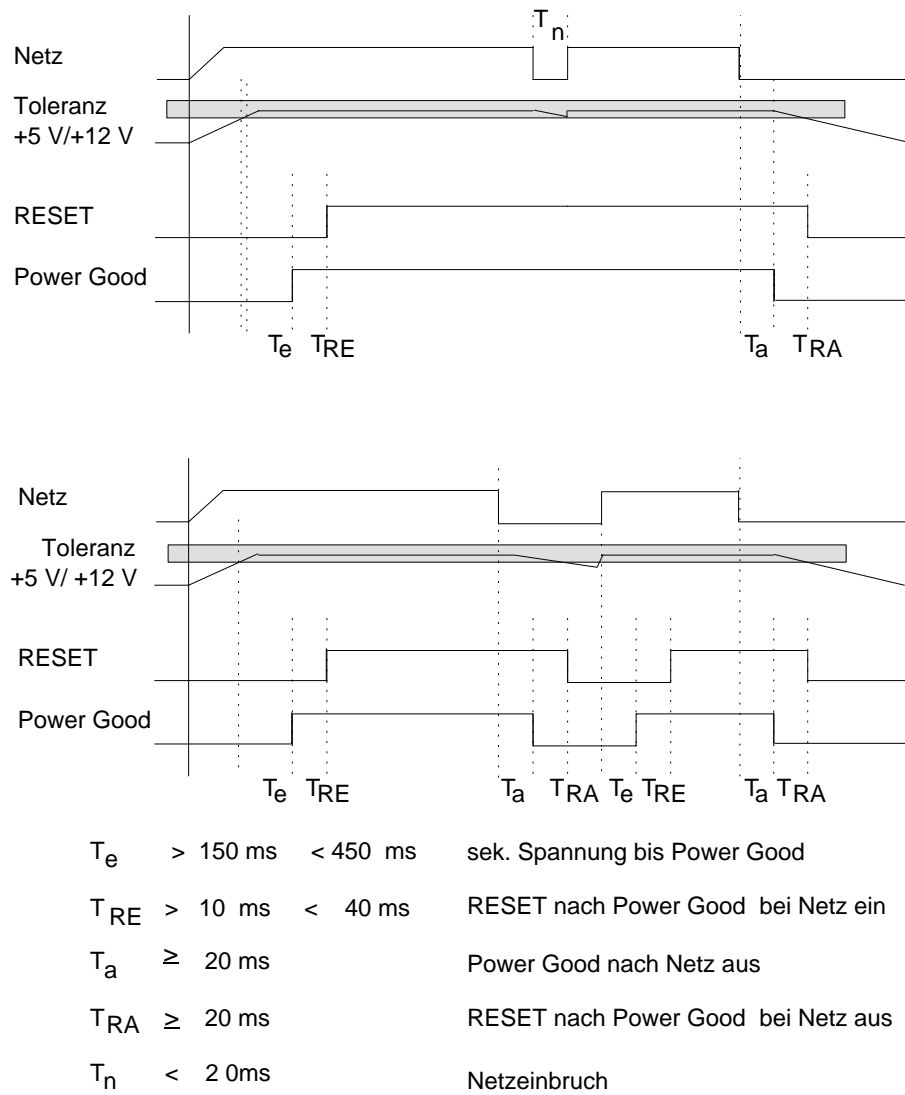 T n
Netz
Toleranz
+5 V/+12 V
RESET
Power Good
Te TRE Ta TRA
Netz
Toleranz
+5 V/ +12 V
RESET
Power Good
Te TRE Ta TRA Te TRE Ta TRA
Te > 150 ms < 450 ms sek. Spannung bis Power Good
TRE > 10 ms < 40 ms RESET nach Power Good bei Netz ein
Ta ≥ 20 ms Power Good nach Netz aus
TRA ≥ 20 ms RESET nach Power Good bei Netz aus
Tn < 2 0ms Netzeinbruch